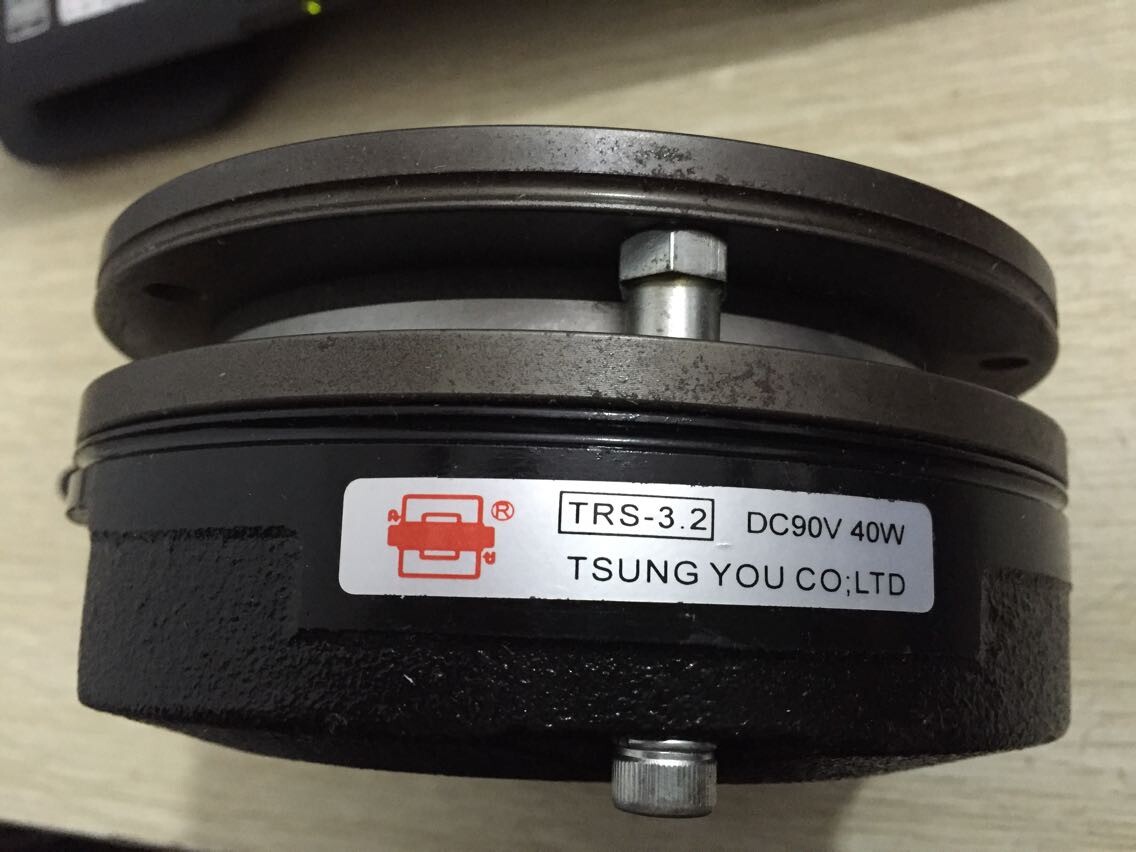 ® TRS-3.2 DC90V 40W
TSUNG YOU CO;LTD